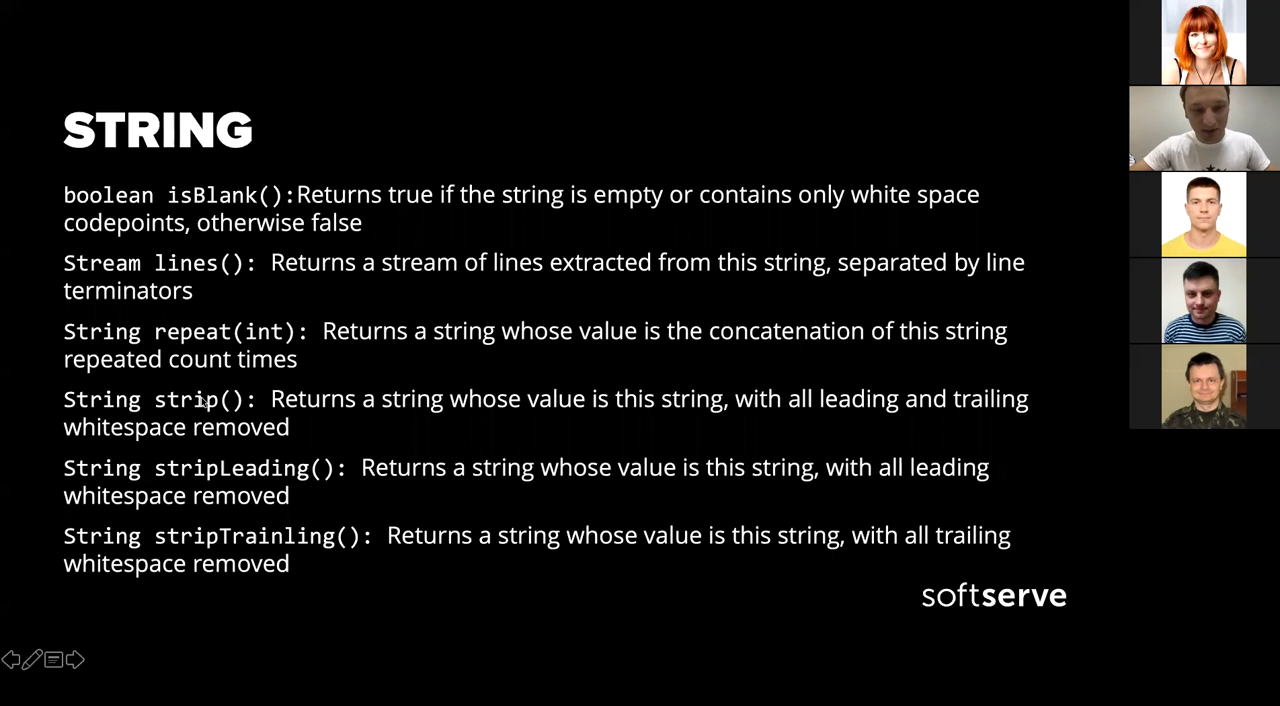 STRING
boolean isBlank():Returns true if the string is empty or contains only white space
codepoints, otherwise false
Stream lines(): Returns a stream of lines extracted from this string, separated by line
terminators
String repeat(int): Returns a string whose value is the concatenation of this string
repeated count times
String strip(): Returns a string whose value is this string, with all leading and trailing
whitespace removed
String stripLeading(): Returns a string whose value is this string, with all leading
whitespace removed
String stripTrainling(): Returns a string whose value is this string, with all trailing
whitespace removed
softserve